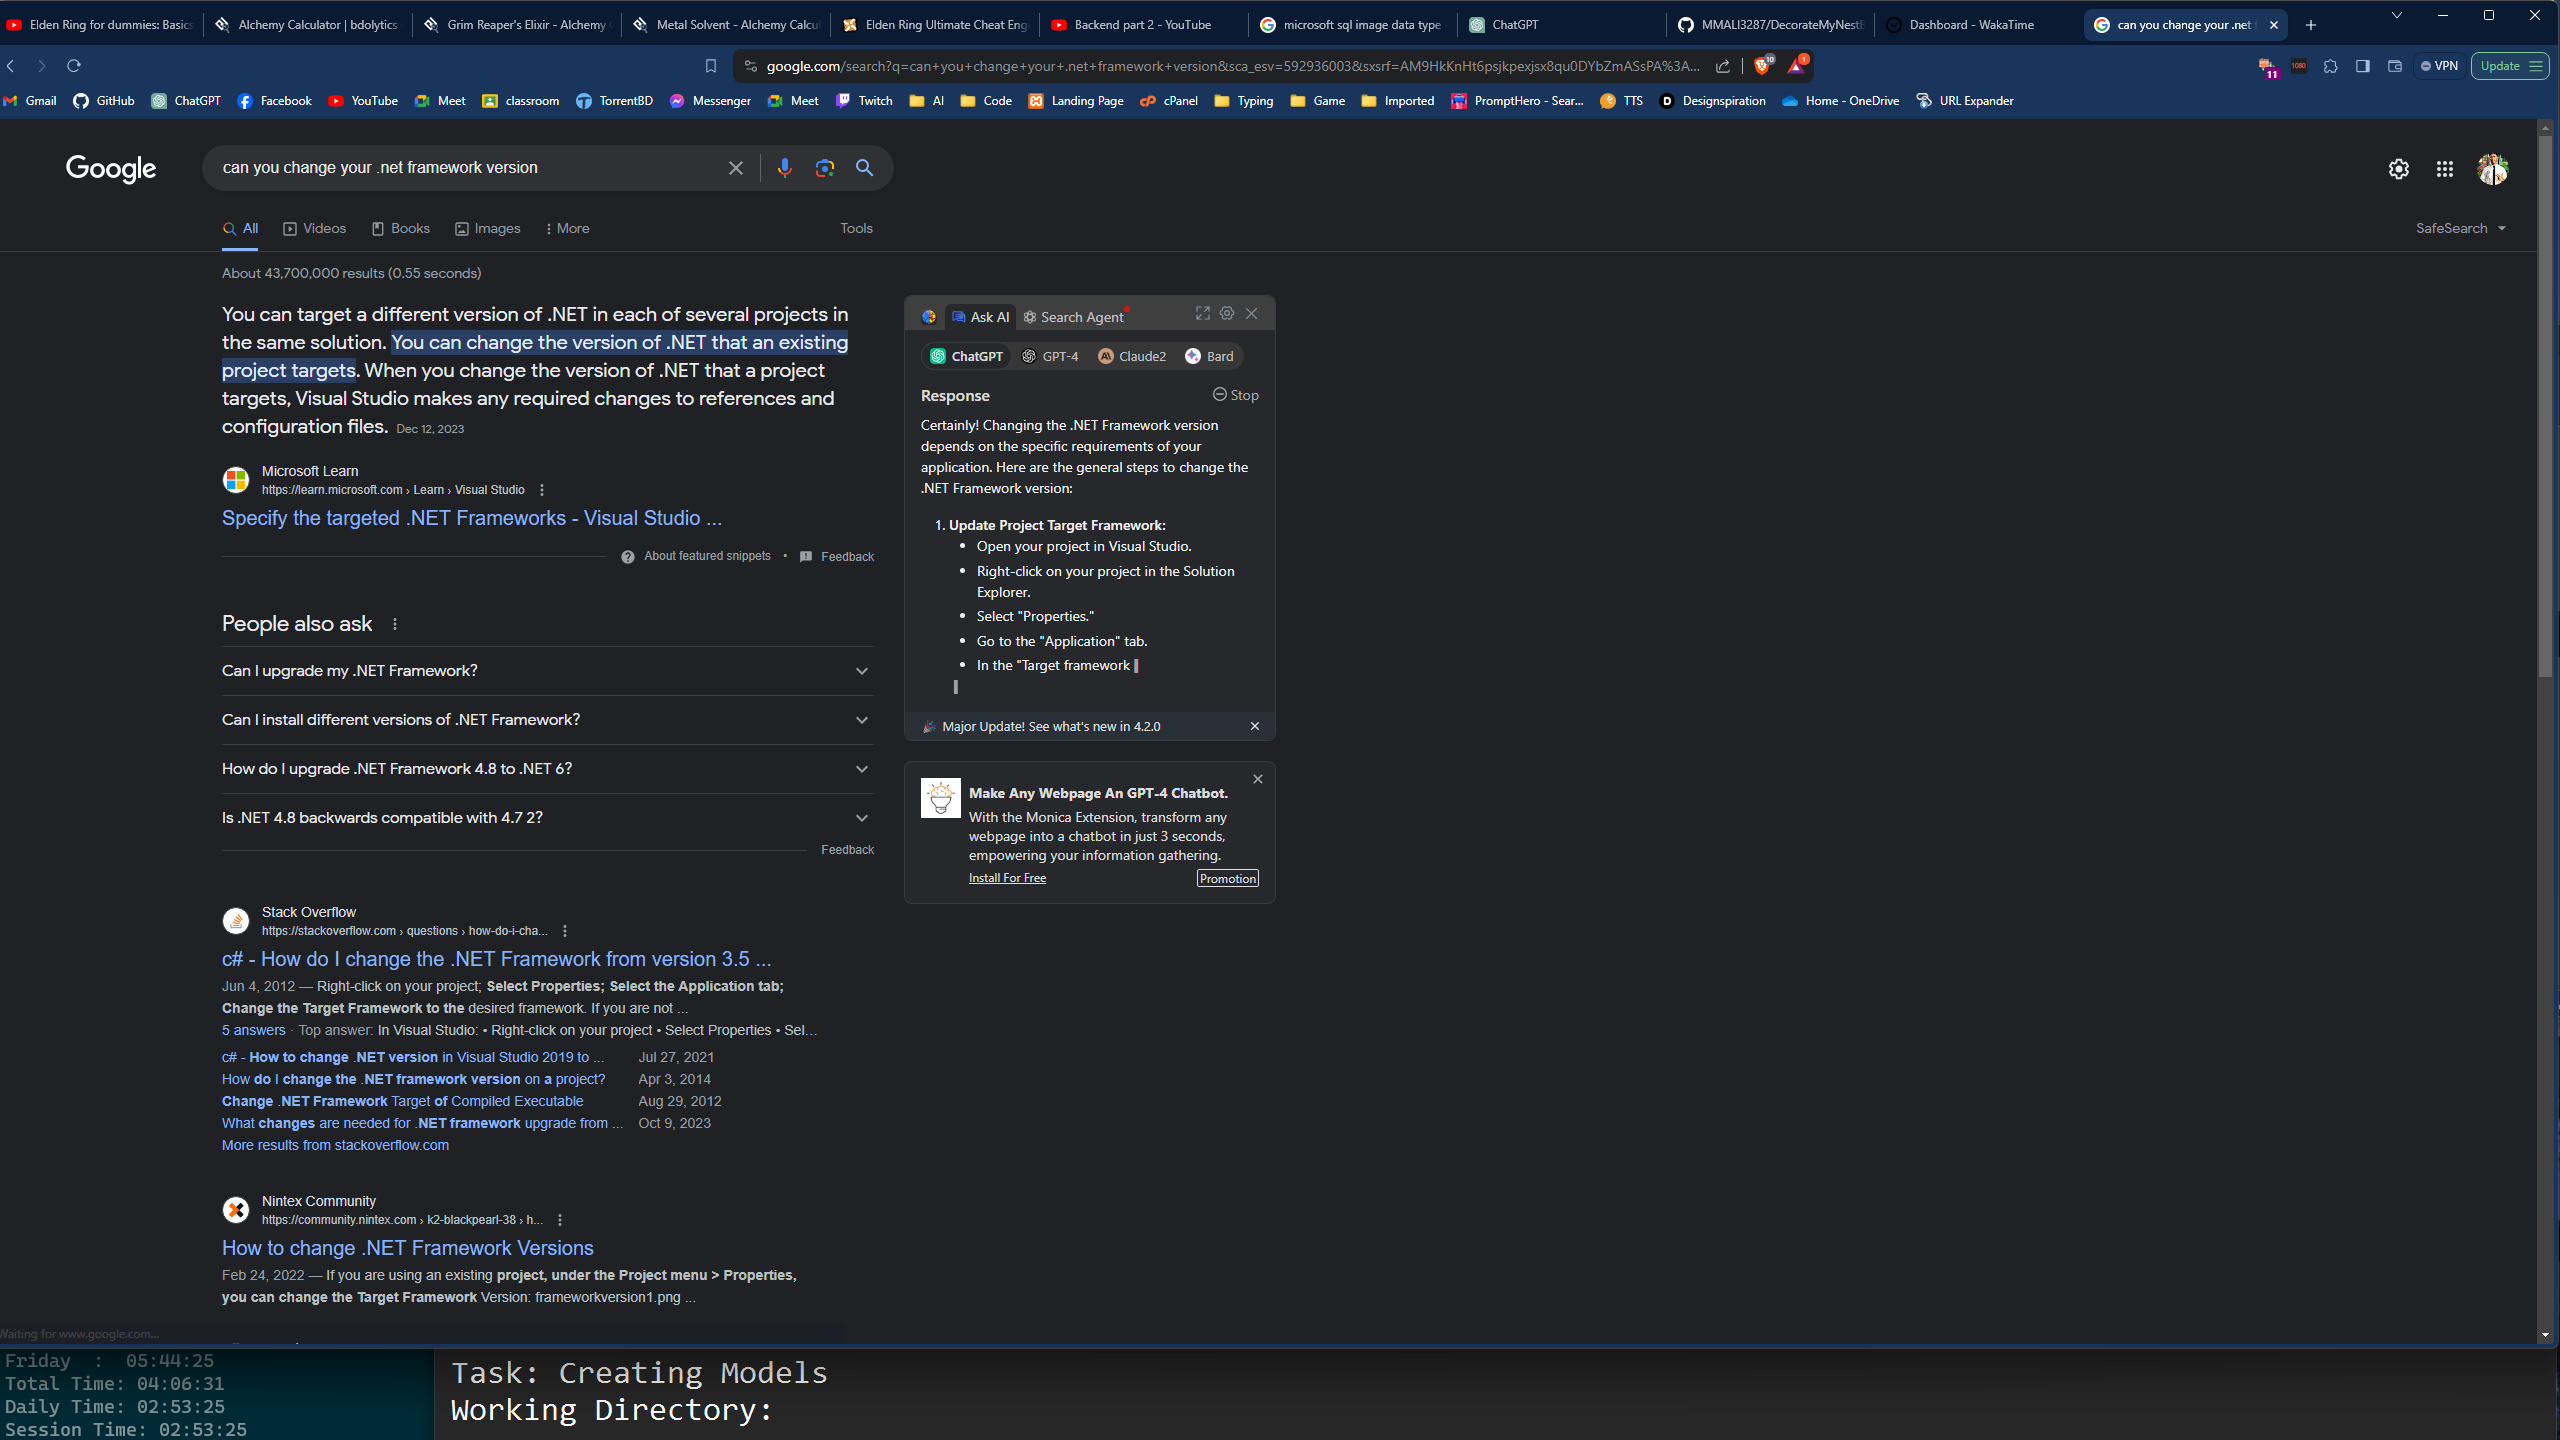 Elden Ring for dummies: Basics
Alchemy Calculator | bdolytics
Grim Reaper's Elixir - Alchemy
Metal Solvent - Alchemy Calcul
Elden Ring Ultimate Cheat Eng
Backend part 2 - YouTube
microsoft sql image data type -
ChatGPT
MMALI3287/DecorateMyNestB
Dashboard - WakaTime
can you change your .net f
google.com/search?q=can+you+change+your+.net+framework+version&sca_esv=592936003&sxsrf=AM9HkKnHt6psjkpexjsx8qu0DYbZmASsPA%3A...
10
1
11
1080
VPN
Update
Gmail
GitHub
ChatGPT
Facebook
YouTube
Meet
classroom
TorrentBD
Messenger
Meet
Twitch
AI
Code
Landing Page
cPanel
Typing
Game
Imported
PromptHero - Sear...
TTS
Designspiration
Home - OneDrive
URL Expander
Google
can you change your .net framework version
All
Videos
Books
Images
More
Tools
SafeSearch
About 43,700,000 results (0.55 seconds)
You can target a different version of .NET in each of several projects in
the same solution. You can change the version of .NET that an existing
project targets. When you change the version of .NET that a project
targets, Visual Studio makes any required changes to references and
configuration files. Dec 12, 2023
Microsoft Learn
https://learn.microsoft.com › Learn › Visual Studio
Specify the targeted .NET Frameworks - Visual Studio ...
About featured snippets • Feedback
People also ask
Can I upgrade my .NET Framework?
Can I install different versions of .NET Framework?
How do I upgrade .NET Framework 4.8 to .NET 6?
Is .NET 4.8 backwards compatible with 4.7 2?
Feedback
Stack Overflow
https://stackoverflow.com › questions › how-do-i-cha...
c# - How do I change the .NET Framework from version 3.5 ...
Jun 4, 2012 — Right-click on your project; Select Properties; Select the Application tab;
Change the Target Framework to the desired framework. If you are not ...
5 answers · Top answer: In Visual Studio: • Right-click on your project • Select Properties • Sel...
c# - How to change .NET version in Visual Studio 2019 to ... Jul 27, 2021
How do I change the .NET framework version on a project? Apr 3, 2014
Change .NET Framework Target of Compiled Executable Aug 29, 2012
What changes are needed for .NET framework upgrade from ... Oct 9, 2023
More results from stackoverflow.com
Nintex Community
https://community.nintex.com › k2-blackpearl-38 › h...
How to change .NET Framework Versions
Feb 24, 2022 — If you are using an existing project, under the Project menu > Properties,
you can change the Target Framework Version: frameworkversion1.png ...
Ask AI
Search Agent
ChatGPT
GPT-4
Claude2
Bard
Response
Stop
Certainly! Changing the .NET Framework version
depends on the specific requirements of your
application. Here are the general steps to change the
.NET Framework version:
1. Update Project Target Framework:
• Open your project in Visual Studio.
• Right-click on your project in the Solution
Explorer.
• Select "Properties."
• Go to the "Application" tab.
• In the "Target framework
Major Update! See what's new in 4.2.0
Make Any Webpage An GPT-4 Chatbot.
With the Monica Extension, transform any
webpage into a chatbot in just 3 seconds,
empowering your information gathering.
Install For Free
Promotion
Waiting for www.google.com...
Friday : 05:44:25
Total Time: 04:06:31
Daily Time: 02:53:25
Session Time: 02:53:25
Task: Creating Models
Working Directory: